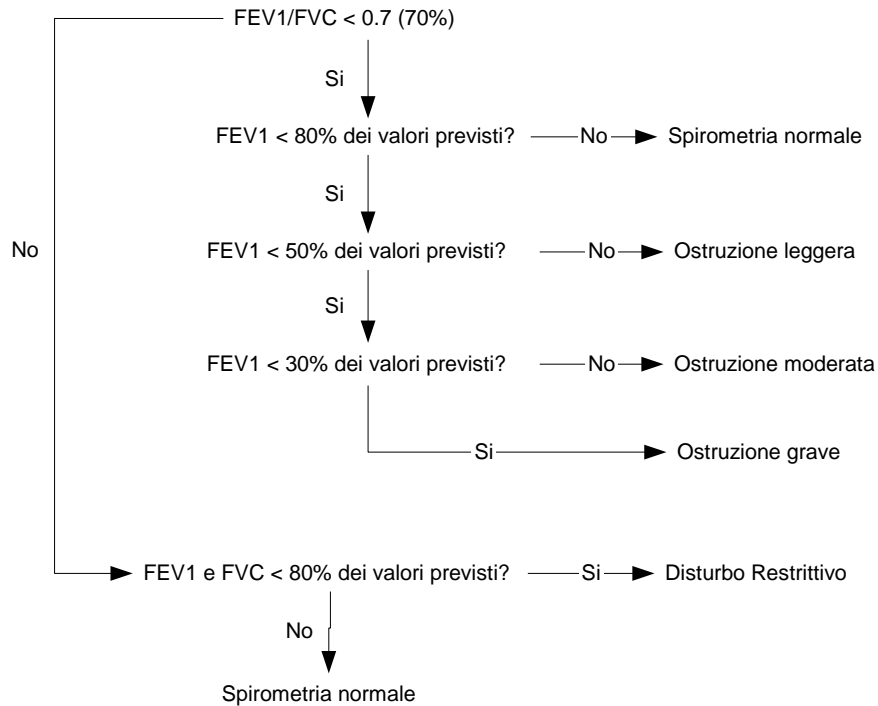 FEV1/FVC < 0.7 (70%)
Si
FEV1 < 80% dei valori previsti?
No
Spirometria normale
Si
No
FEV1 < 50% dei valori previsti?
No
Ostruzione leggera
Si
FEV1 < 30% dei valori previsti?
No
Ostruzione moderata
Si
Ostruzione grave
FEV1 e FVC < 80% dei valori previsti?
Si
Disturbo Restrittivo
No
Spirometria normale